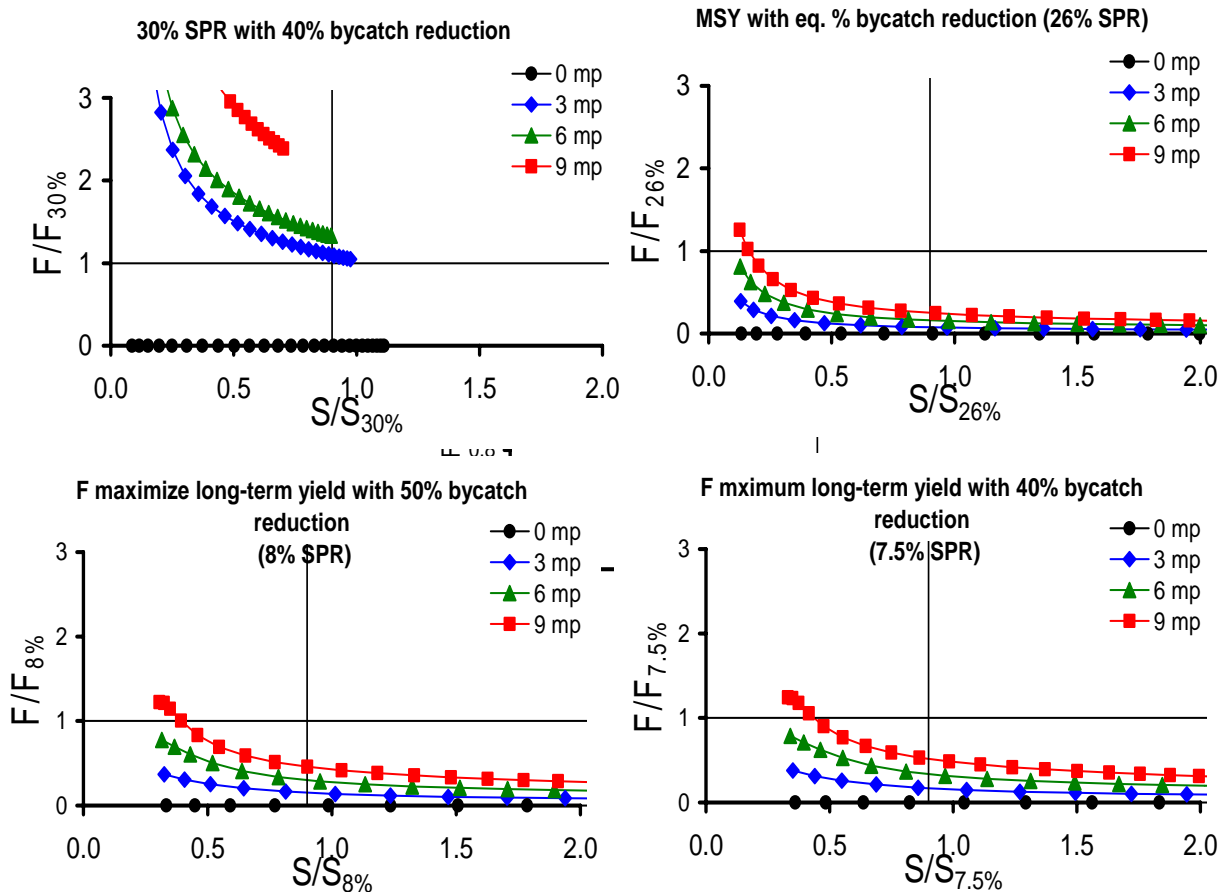 30% SPR with 40% bycatch reduction
0 mp
3 mp
6 mp
9 mp
3
2
1
0
F/F30%
0.0 0.5 1.0 1.5 2.0
S/S30%
MSY with eq. % bycatch reduction (26% SPR)
0 mp
3 mp
6 mp
9 mp
3
2
1
0
F/F26%
0.0 0.5 1.0 1.5 2.0
S/S26%
F maximize long-term yield with 50% bycatch
reduction
(8% SPR)
0 mp
3 mp
6 mp
9 mp
3
2
1
0
F/F8%
0.0 0.5 1.0 1.5 2.0
S/S8%
F mximum long-term yield with 40% bycatch
reduction
(7.5% SPR)
0 mp
3 mp
6 mp
9 mp
3
2
1
0
F/F7.5%
0.0 0.5 1.0 1.5 2.0
S/S7.5%